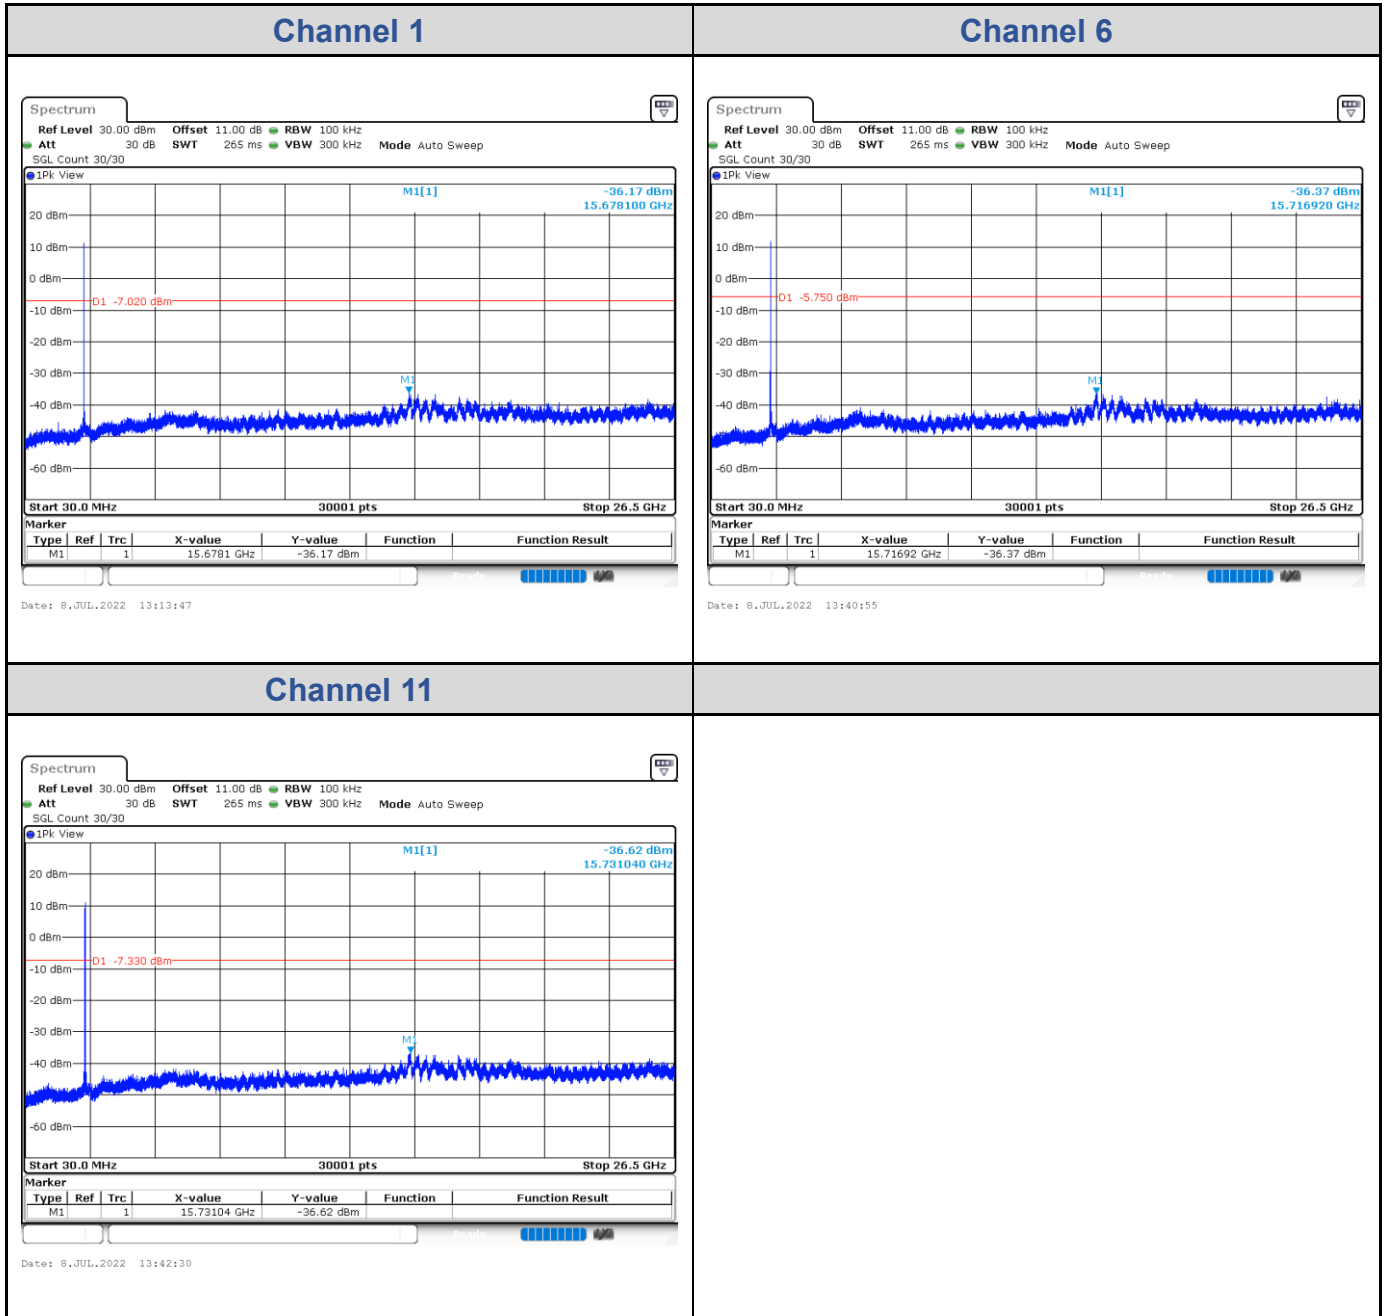 Channel 1
Channel 6
Spectrum
Ref Level 30.00 dBm Offset 11.00 dB RBW 100 kHz
Att 30 dB SWT 265 ms VBW 300 kHz Mode Auto Sweep
SGL Count 30/30
1Pk View
M1[1] -36.17 dBm
15.678100 GHz
20 dBm
10 dBm
0 dBm
D1 -7.020 dBm
-10 dBm
-20 dBm
-30 dBm
M1
-40 dBm
-60 dBm
Start 30.0 MHz 30001 pts Stop 26.5 GHz
Marker
Type Ref Trc X-value Y-value Function Function Result
M1 1 15.6781 GHz -36.17 dBm
Date: 8.JUL.2022 13:13:47
Spectrum
Ref Level 30.00 dBm Offset 11.00 dB RBW 100 kHz
Att 30 dB SWT 265 ms VBW 300 kHz Mode Auto Sweep
SGL Count 30/30
1Pk View
M1[1] -36.37 dBm
15.716920 GHz
20 dBm
10 dBm
0 dBm
D1 -5.750 dBm
-10 dBm
-20 dBm
-30 dBm
M1
-40 dBm
-60 dBm
Start 30.0 MHz 30001 pts Stop 26.5 GHz
Marker
Type Ref Trc X-value Y-value Function Function Result
M1 1 15.71692 GHz -36.37 dBm
Date: 8.JUL.2022 13:40:55
Channel 11
Spectrum
Ref Level 30.00 dBm Offset 11.00 dB RBW 100 kHz
Att 30 dB SWT 265 ms VBW 300 kHz Mode Auto Sweep
SGL Count 30/30
1Pk View
M1[1] -36.62 dBm
15.731040 GHz
20 dBm
10 dBm
0 dBm
D1 -7.330 dBm
-10 dBm
-20 dBm
-30 dBm
M1
-40 dBm
-60 dBm
Start 30.0 MHz 30001 pts Stop 26.5 GHz
Marker
Type Ref Trc X-value Y-value Function Function Result
M1 1 15.73104 GHz -36.62 dBm
Date: 8.JUL.2022 13:42:30